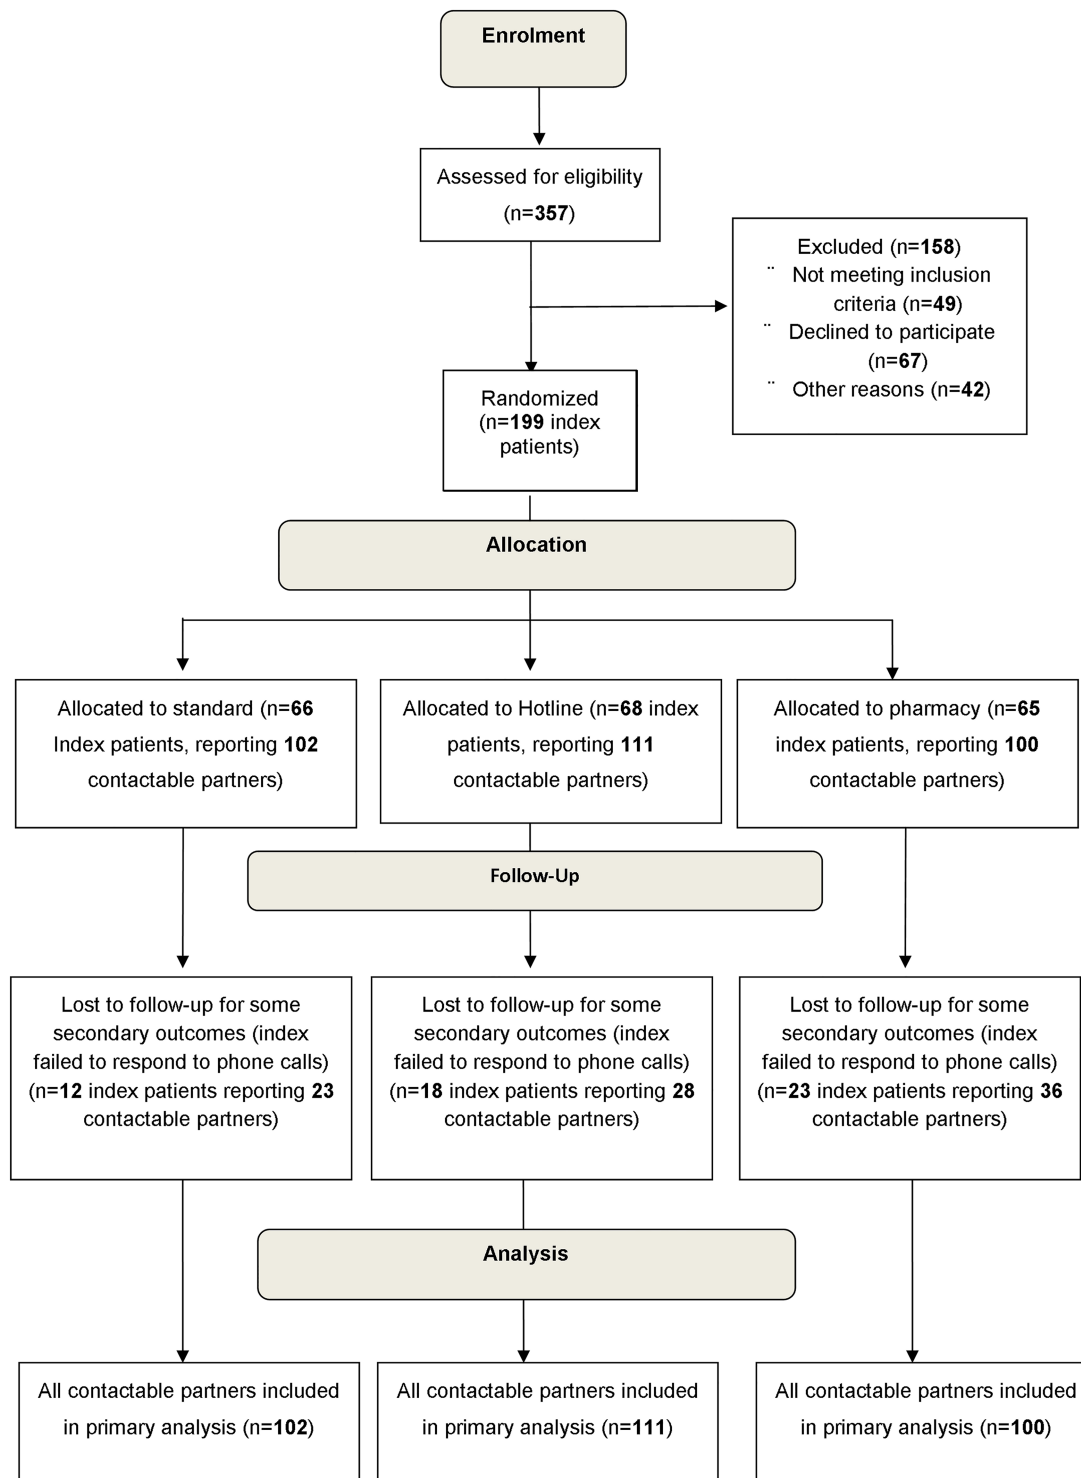 Enrolment
Assessed for eligibility
(n=357)
Excluded (n=158)
¨ Not meeting inclusion
criteria (n=49)
¨ Declined to participate
(n=67)
¨ Other reasons (n=42)
Randomized
(n=199 index
patients)
Allocation
Allocated to standard (n=66
Index patients, reporting 102
contactable partners)
Allocated to Hotline (n=68 index
patients, reporting 111
contactable partners)
Allocated to pharmacy (n=65
index patients, reporting 100
contactable partners)
Follow-Up
Lost to follow-up for some
secondary outcomes (index
failed to respond to phone calls)
(n=12 index patients reporting 23
contactable partners)
Lost to follow-up for some
secondary outcomes (index
failed to respond to phone calls)
(n=18 index patients reporting 28
contactable partners)
Lost to follow-up for some
secondary outcomes (index
failed to respond to phone calls)
(n=23 index patients reporting 36
contactable partners)
Analysis
All contactable partners included
in primary analysis (n=102)
All contactable partners included
in primary analysis (n=111)
All contactable partners included
in primary analysis (n=100)